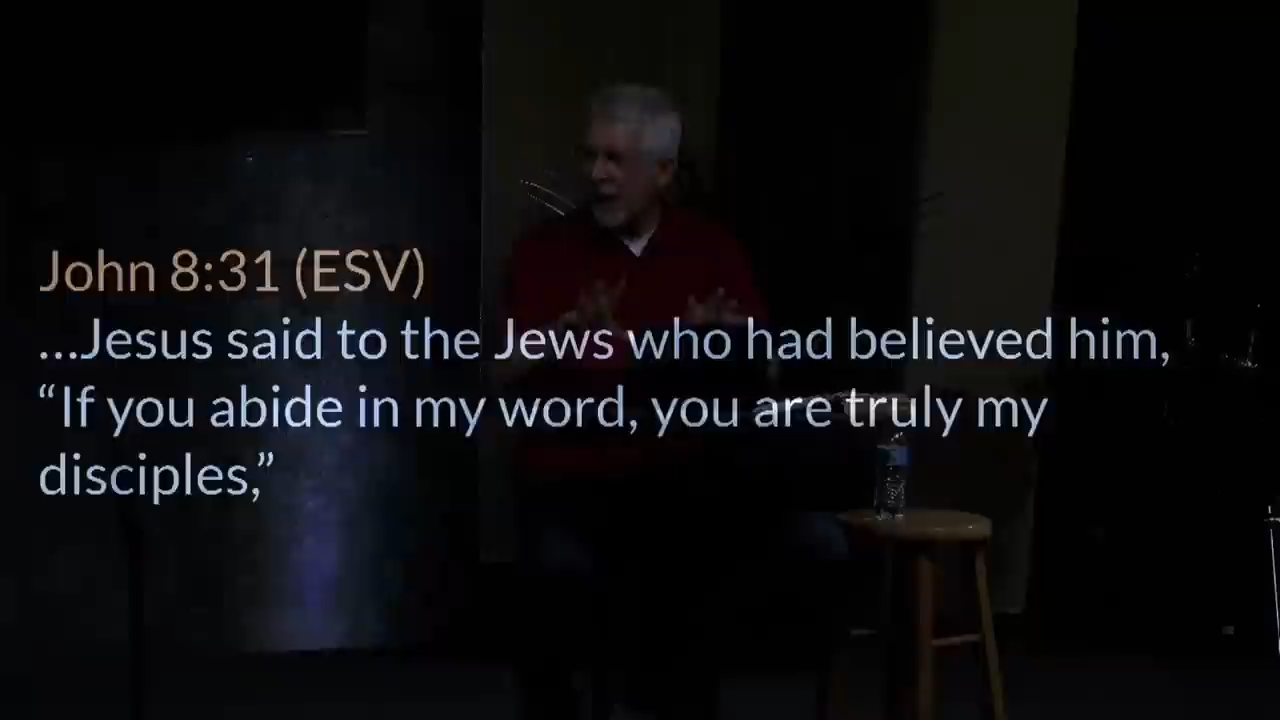 John 8:31 (ESV)
...Jesus said to the Jews who had believed him,
“If you abide in my word, you are truly my
disciples,”